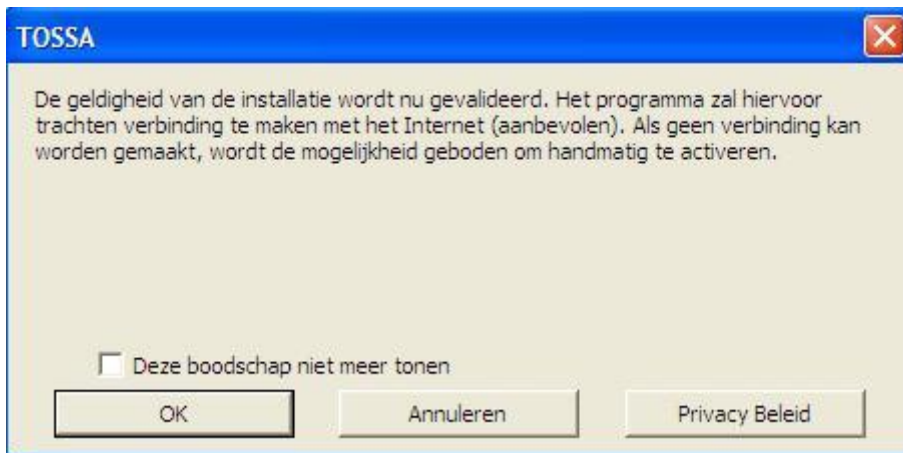 TOSSA
De geldigheid van de installatie wordt nu gevalideerd. Het programma zal hiervoor
trachten verbinding te maken met het Internet (aanbevolen). Als geen verbinding kan
worden gemaakt, wordt de mogelijkheid geboden om handmatig te activeren.
Deze boodschap niet meer tonen
OK
Annuleren
Privacy Beleid